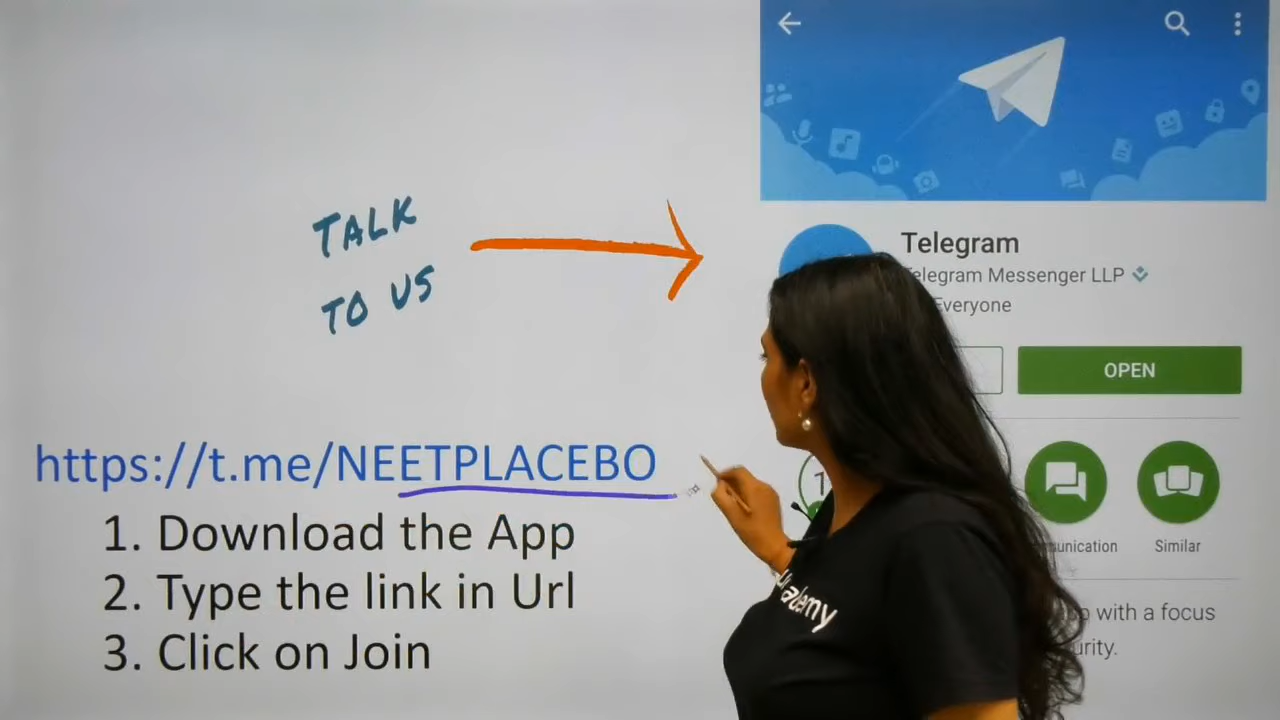 Telegram
Telegram Messenger LLP
Everyone
TALK
TO US
OPEN
https://t.me/NEETPLACEBO
1. Download the App
2. Type the link in Url
3. Click on Join
Similar
with a focus